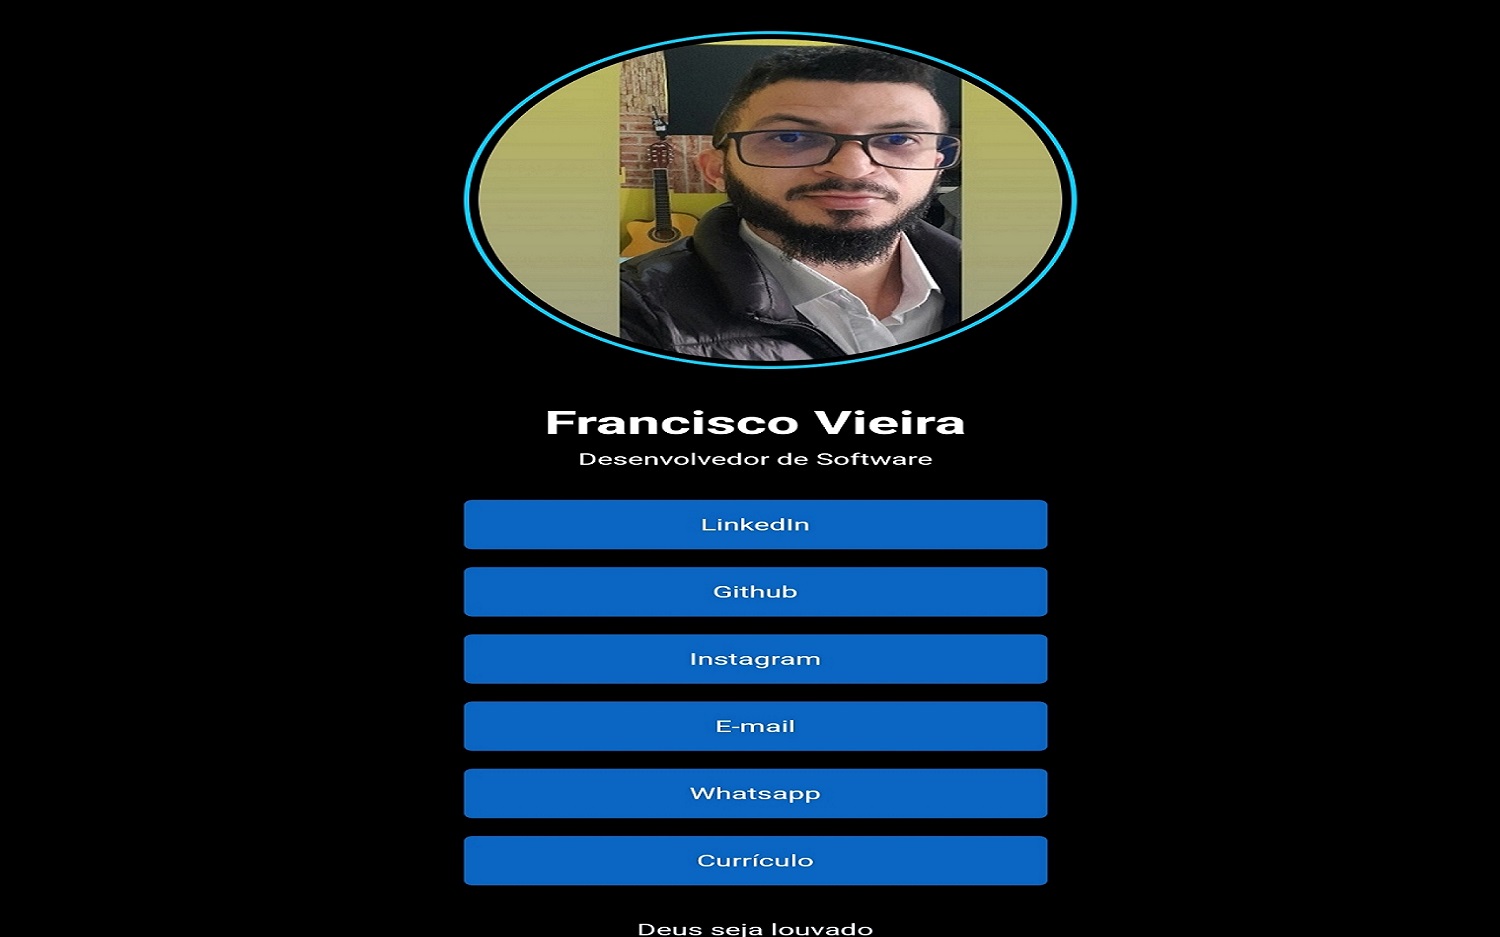 Francisco Vieira
Desenvolvedor de Software
LinkedIn
Github
Instagram
E-mail
Whatsapp
Currículo
Deus seja louvado